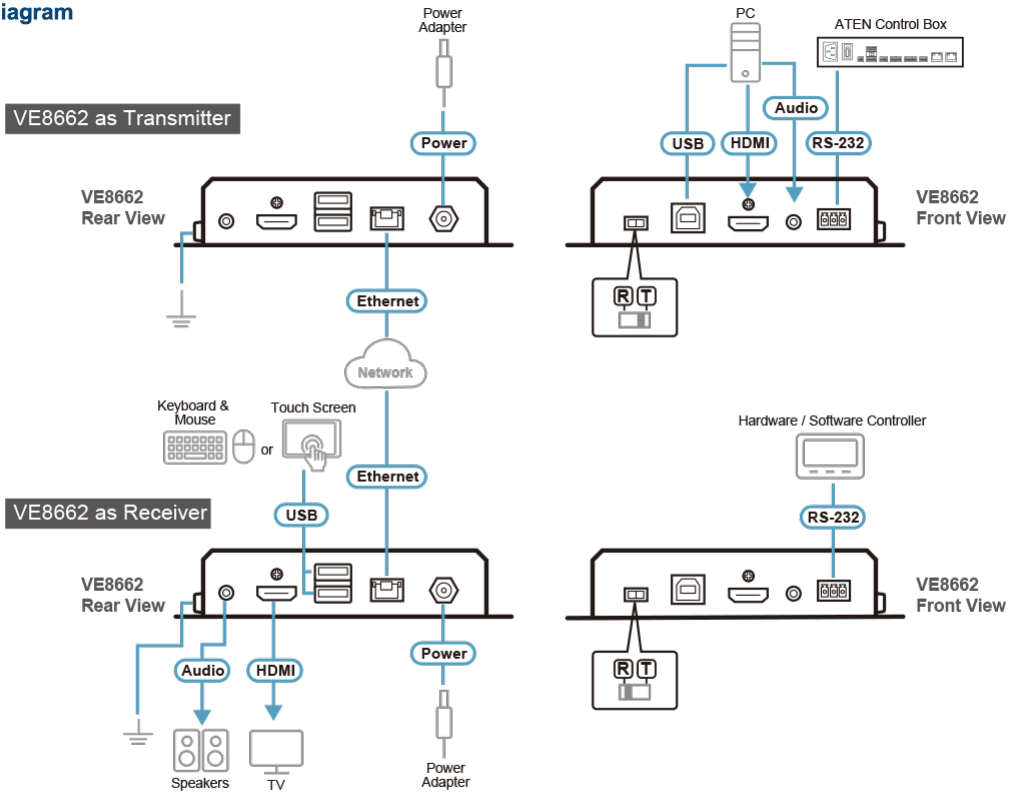 iagram
Power
Adapter
PC
ATEN Control Box
VE8662 as Transmitter
Audio
Power
USB
HDMI
RS-232
VE8662
Rear View
VE8662
Front View
R T
Ethernet
Network
Keyboard &
Mouse
or
Touch Screen
Hardware / Software Controller
Ethernet
VE8662 as Receiver
USB
RS-232
VE8662
Rear View
VE8662
Front View
Audio
HDMI
Power
R T
Speakers
TV
Power
Adapter